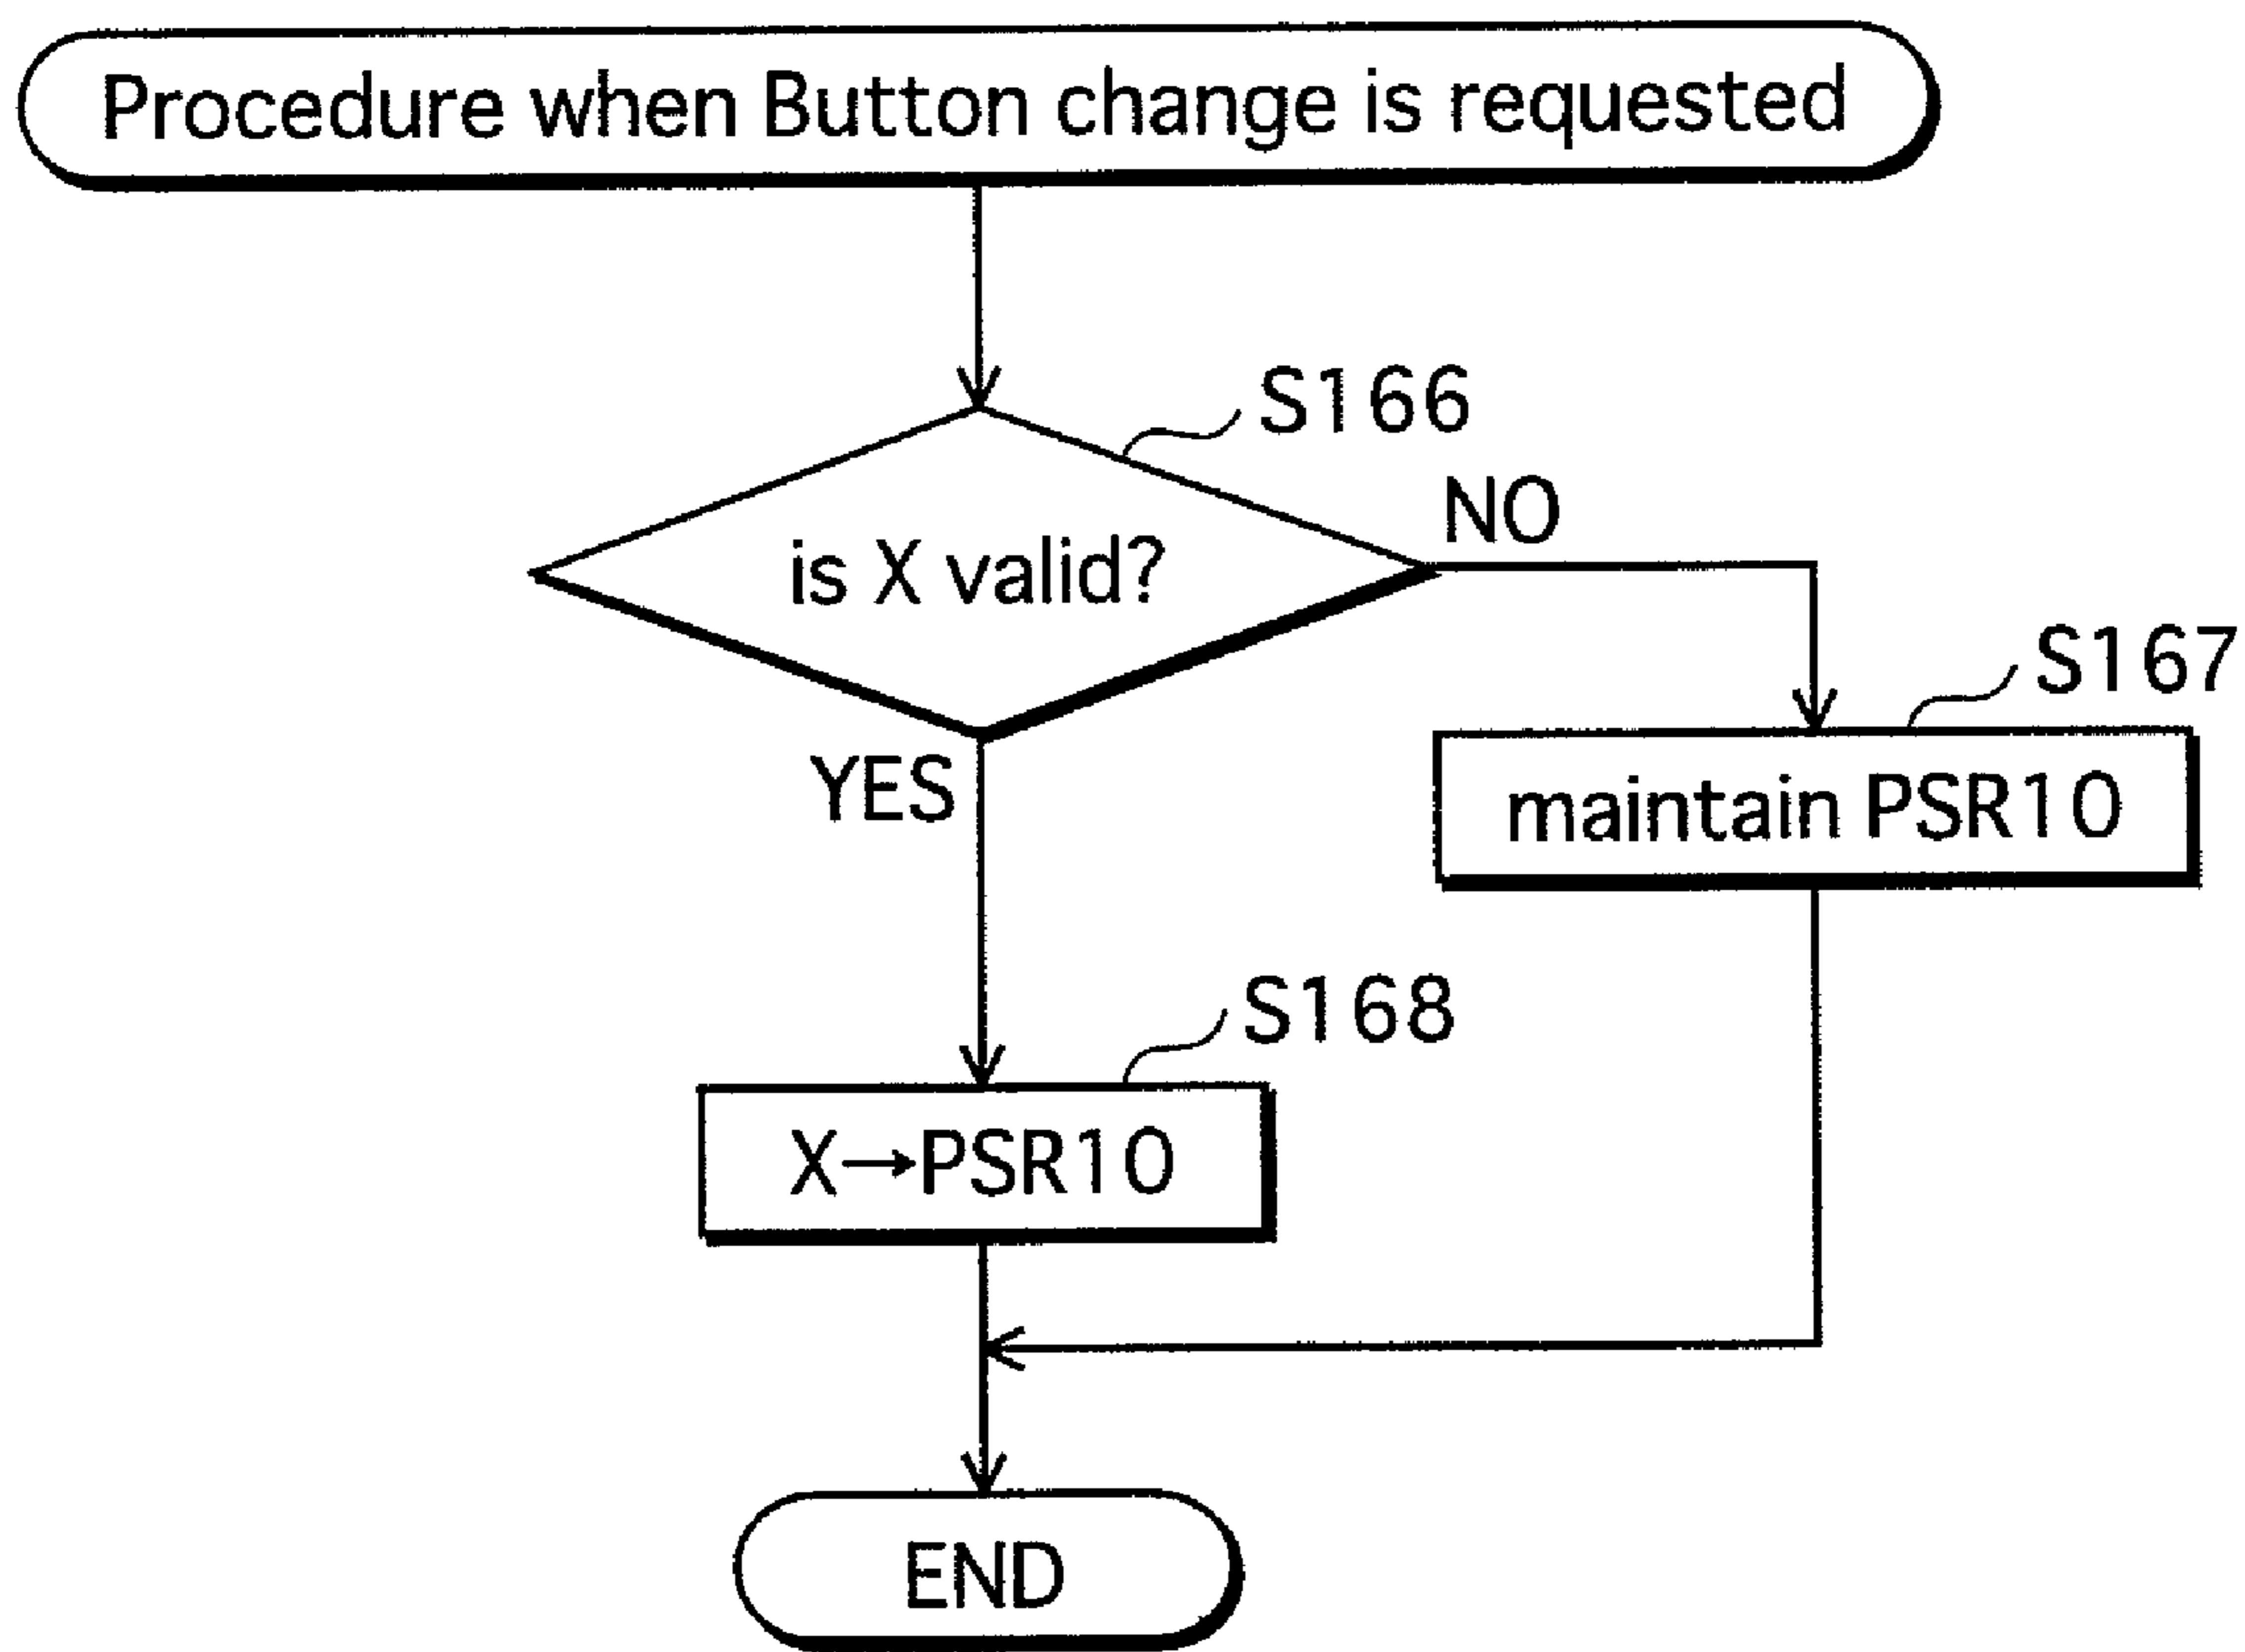 Procedure when Button change is requested
S166
is X valid?
NO
S167
YES
maintain PSR10
S168
X→PSR10
END